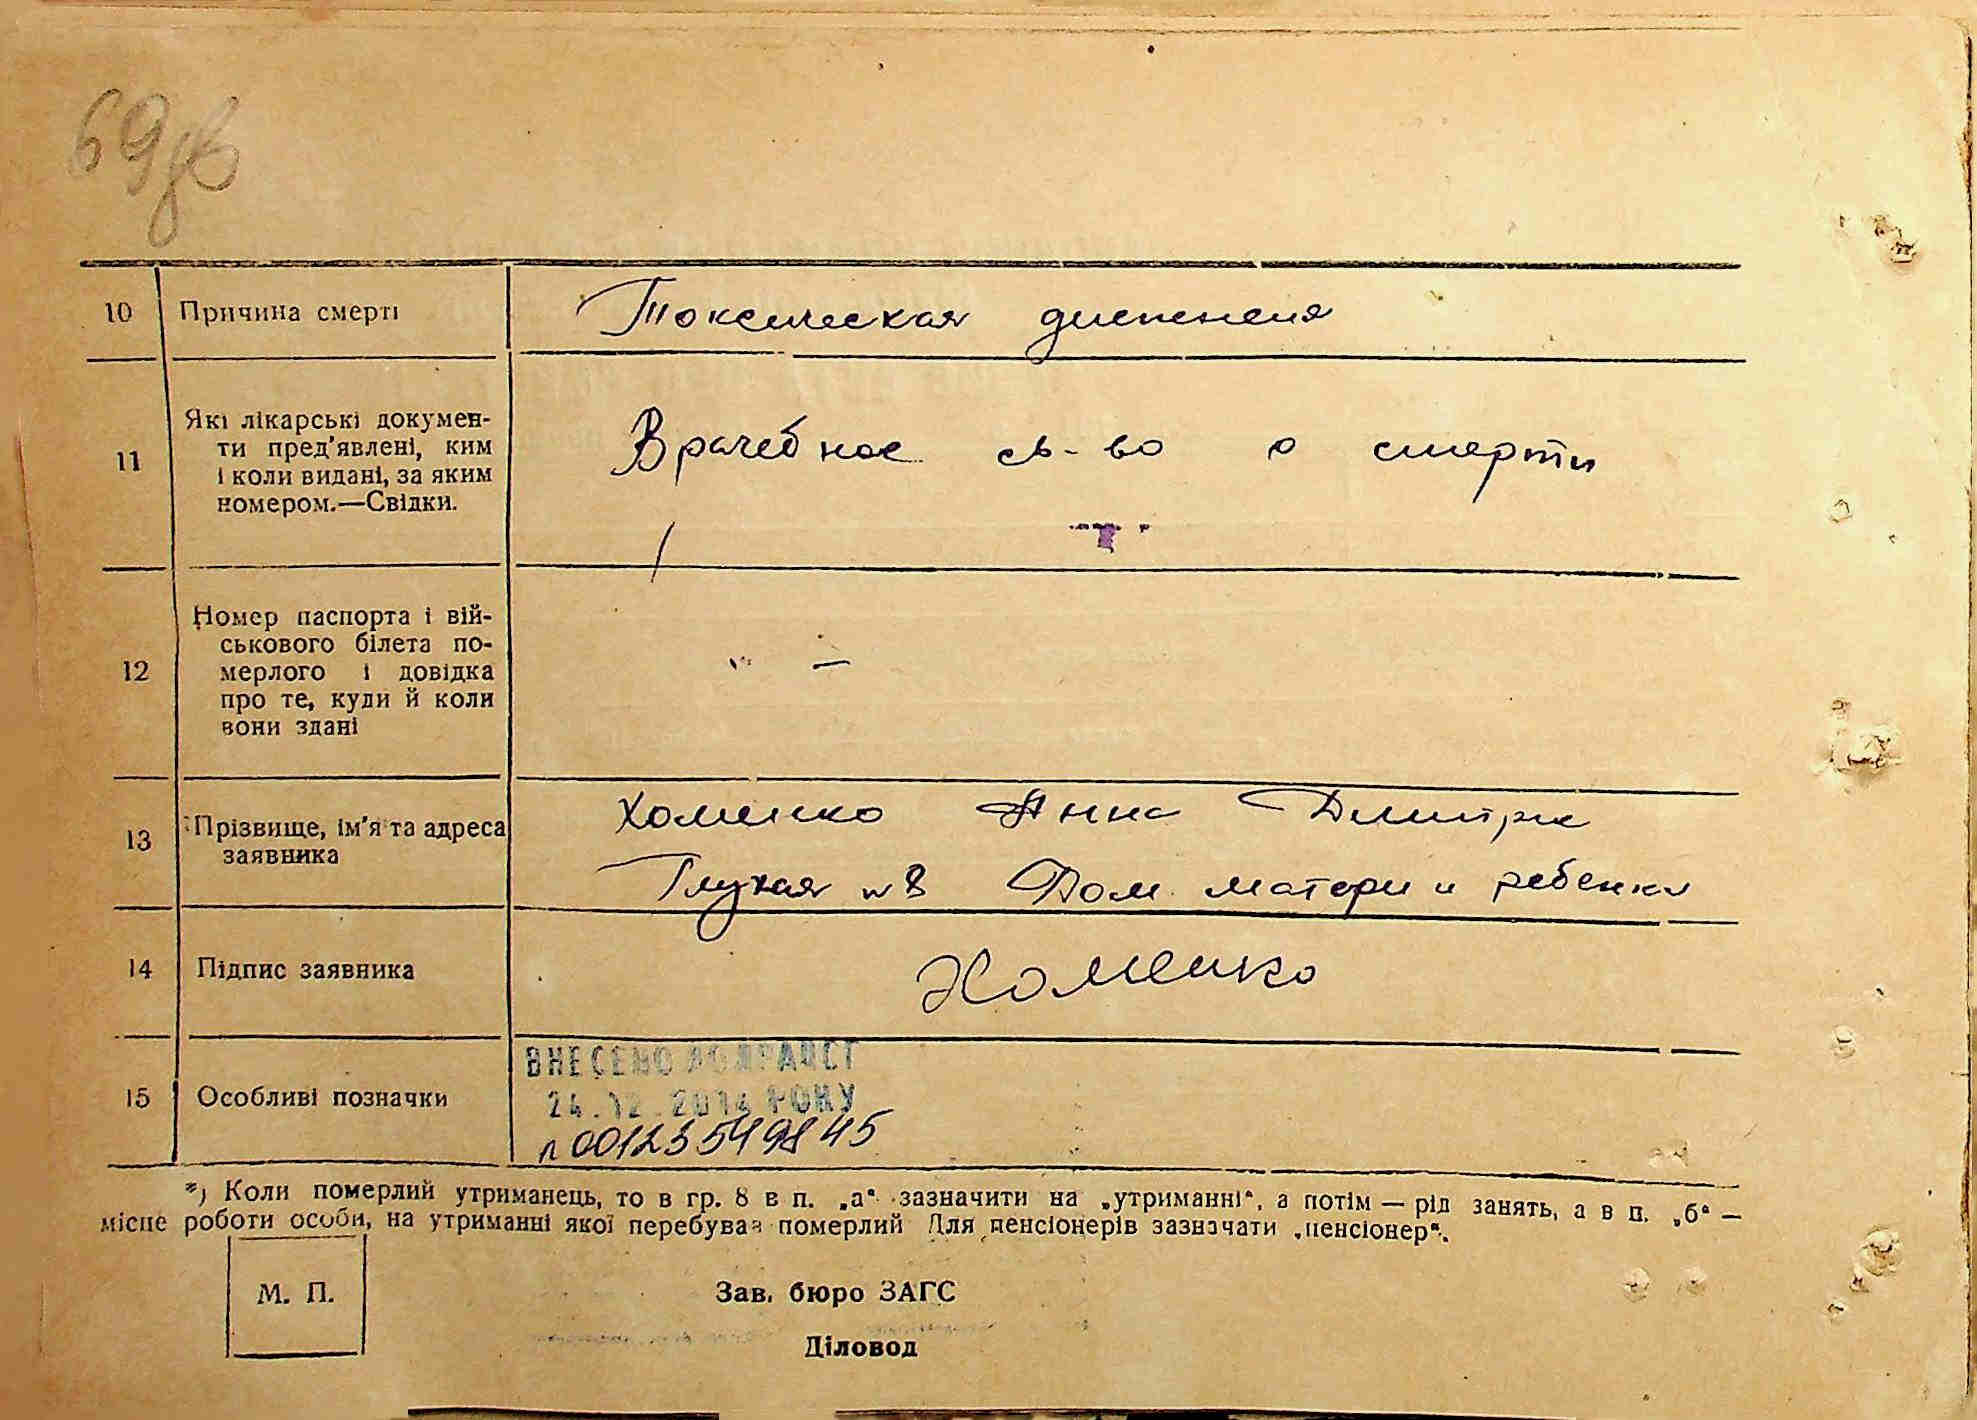 69зв
10 Причина смерті Токсическая диспепсия
11 Які лікарські докумен-
ти пред'явлені, ким
і коли видані, за яким
номером.—Свідки.
Врачебное св-во о смерти
12 Номер паспорта і вій-
ськового білета по-
мерлого і довідка
про те, куди й коли
вони здані
—
13 Прізвище, ім'я та адреса
заявника
Хоменко Анна Дмитри
Глухая №8 Дом матери и ребенка
14 Підпис заявника Хоменко
15 Особливі позначки
ВНЕСЕНО ДО ДРАЦСГ
24.12.2014 РОКУ
n 00123549845
*) Коли померлий утриманець, то в гр. 8 в п. „а“ зазначити на „утриманні“, а потім — рід занять, а в п. „б“ —
місце роботи особи, на утриманні якої перебував померлий Для пенсіонерів зазначати „пенсіонер“.
М. П.
Зав. бюро ЗАГС
Діловод